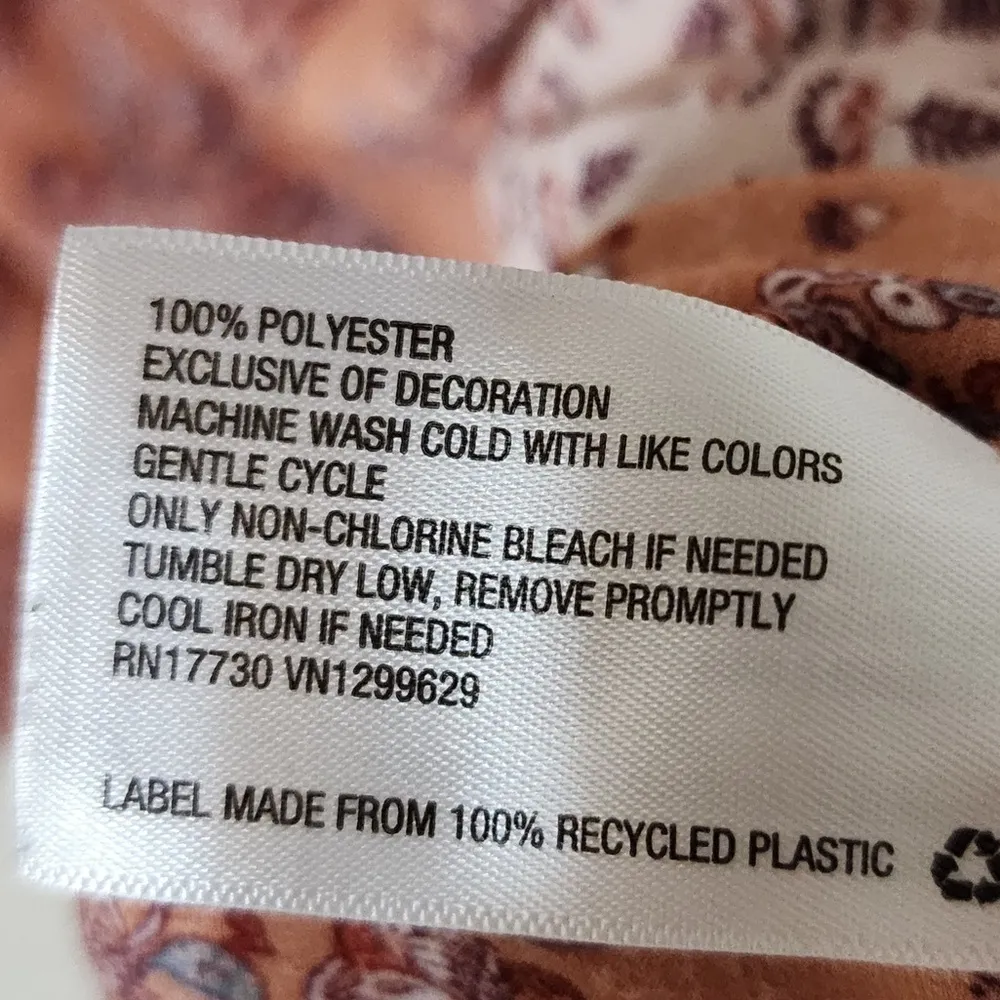 100% POLYESTER
EXCLUSIVE OF DECORATION
MACHINE WASH COLD WITH LIKE COLORS
GENTLE CYCLE
ONLY NON-CHLORINE BLEACH IF NEEDED
TUMBLE DRY LOW, REMOVE PROMPTLY
COOL IRON IF NEEDED
RN17730 VN1299629
LABEL MADE FROM 100% RECYCLED PLASTIC